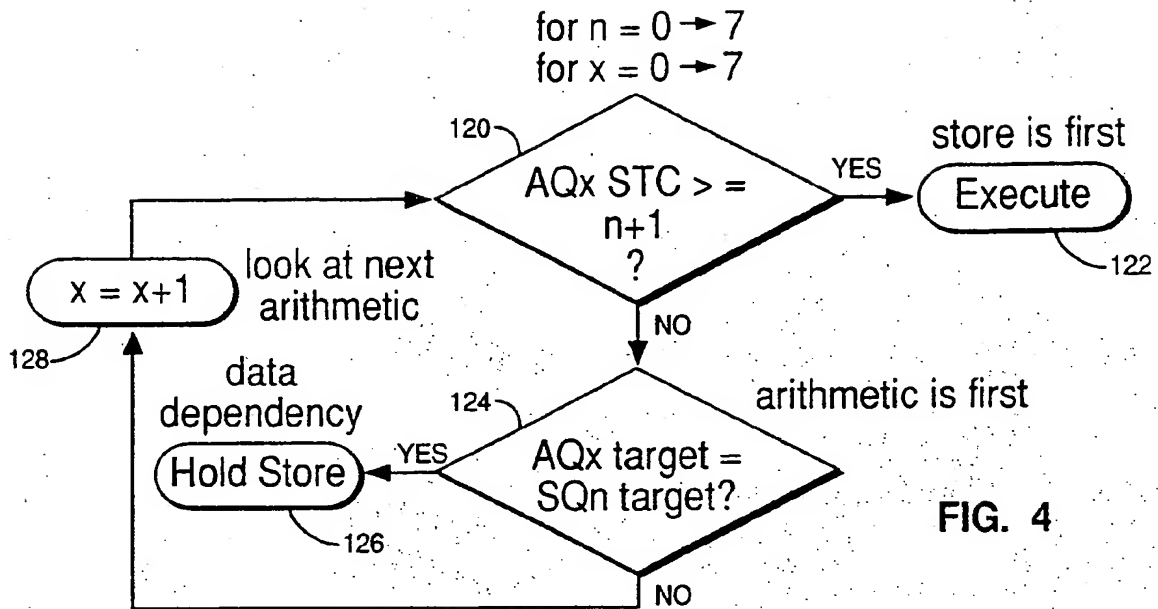 for n = 0 → 7
for x = 0 → 7
120
AQx STC > =
n+1
?
YES
store is first
Execute
122
NO
look at next
arithmetic
x = x+1
128
data
dependency
124
arithmetic is first
YES
Hold Store
126
AQx target =
SQn target?
NO
FIG. 4